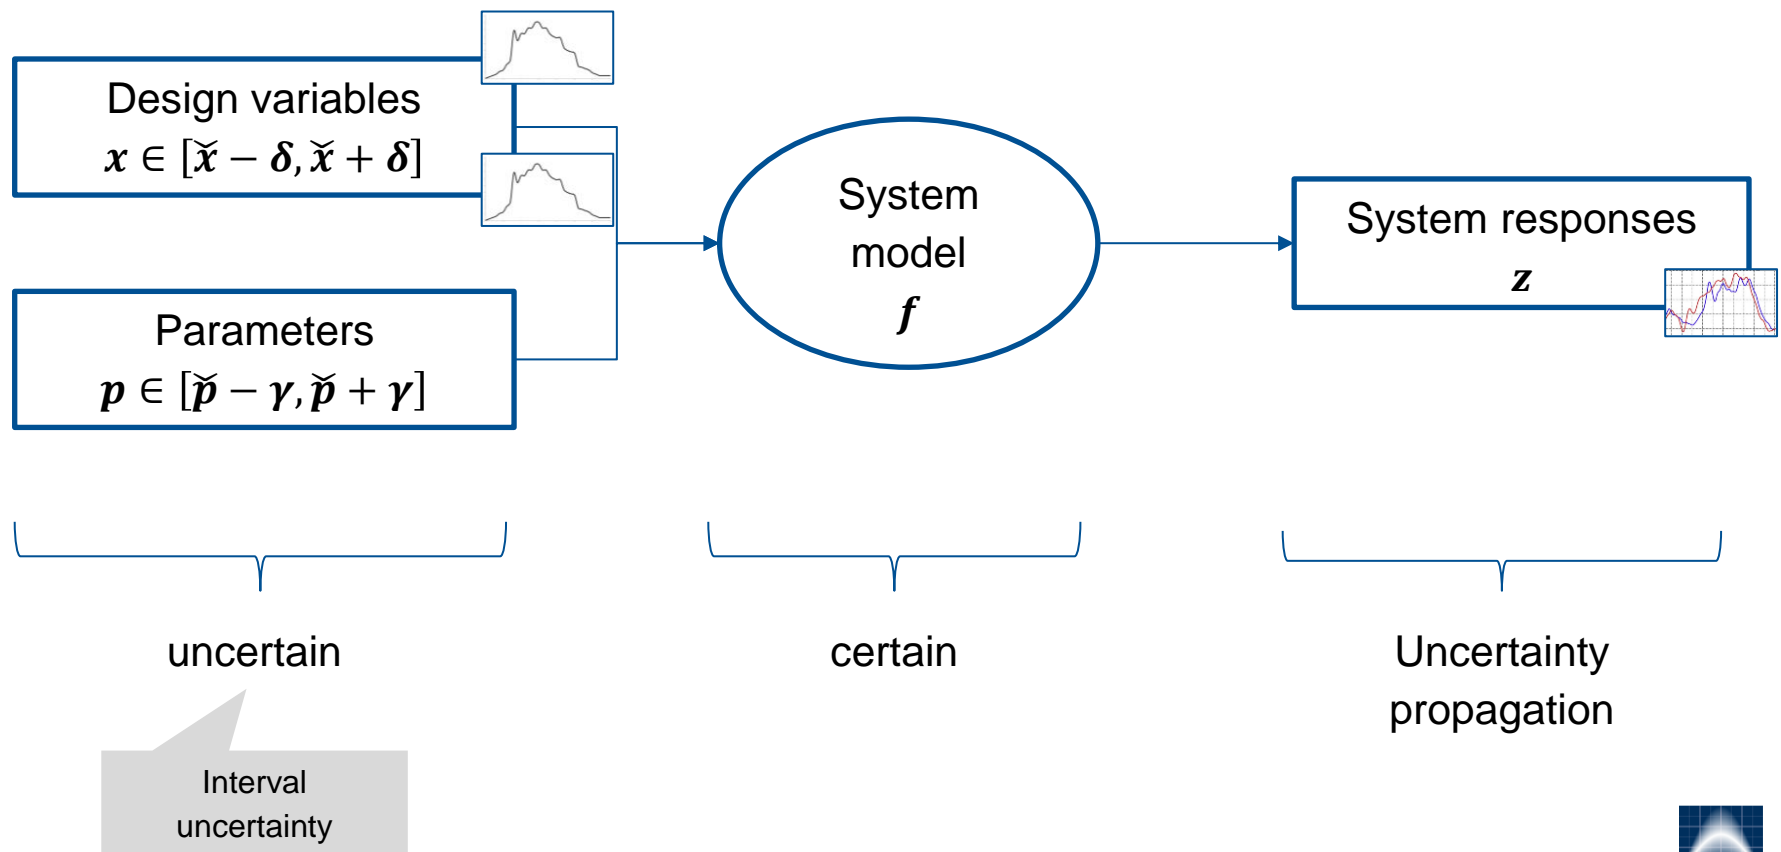 Design variables
x ∈ [x̌ − δ, x̌ + δ]
Parameters
p ∈ [p̌ − γ, p̌ + γ]
System
model
f
System responses
z
uncertain
certain
Uncertainty
propagation
Interval
uncertainty